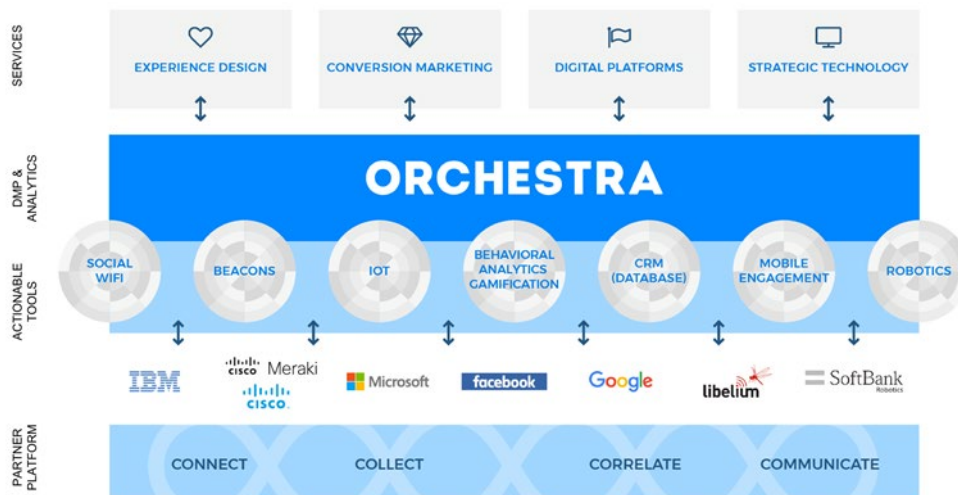 SERVICES
EXPERIENCE DESIGN
CONVERSION MARKETING
DIGITAL PLATFORMS
STRATEGIC TECHNOLOGY
DMP &
ANALYTICS
ORCHESTRA
ACTIONABLE
TOOLS
SOCIAL
WIFI
BEACONS
IOT
BEHAVIORAL
ANALYTICS
GAMIFICATION
CRM
(DATABASE)
MOBILE
ENGAGEMENT
ROBOTICS
IBM
CISCO Meraki
CISCO.
Microsoft
facebook
Google
libelium
SoftBank
Robotics
PARTNER
PLATFORM
CONNECT
COLLECT
CORRELATE
COMMUNICATE